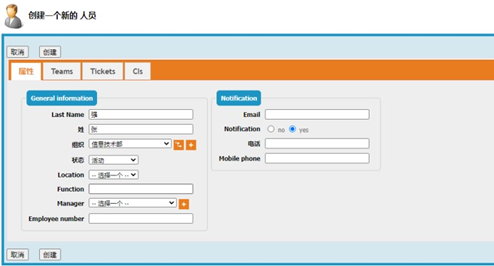 创建一个新的 人员
取消 创建
属性 Teams Tickets CIs
General information Notification
Last Name 强 Email
姓 张 Notification no yes
组织 信息技术部 电话
状态 活动 Mobile phone
Location -- 选择一个 --
Function
Manager -- 选择一个 --
Employee number
取消 创建